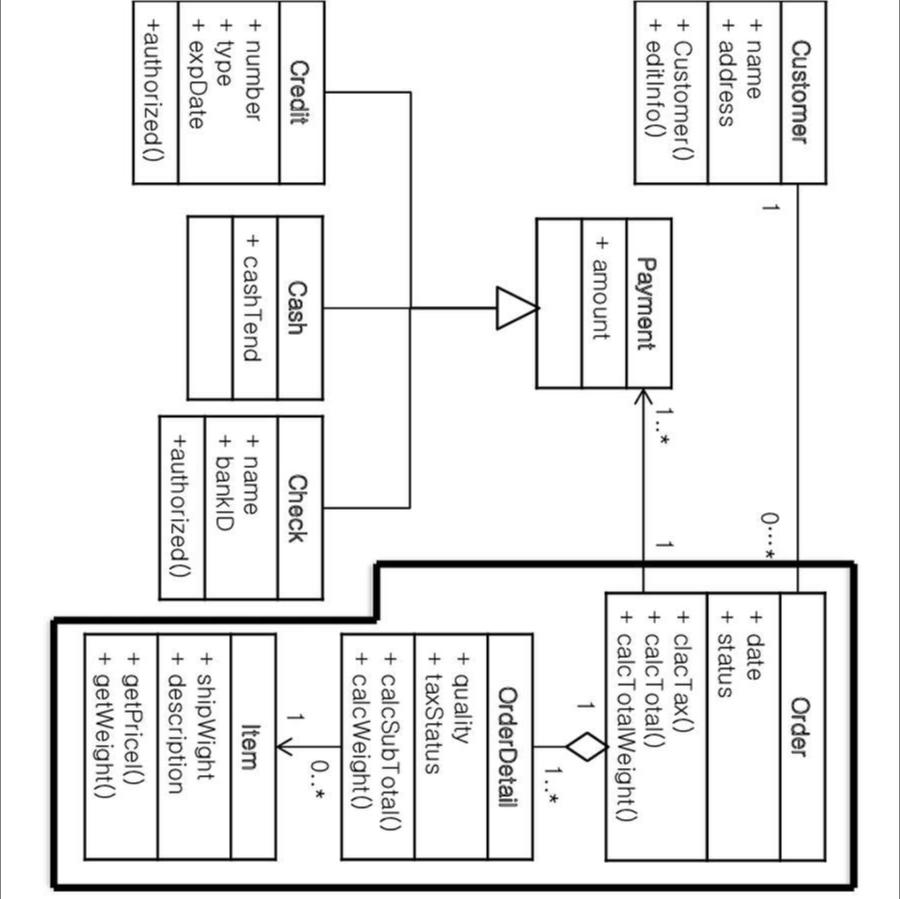 Customer
+ name
+ address
+ Customer()
+ editInfo()
1
0...*
Order
+ date
+ status
+ clacTax()
+ calcTotal()
+ calcTotalWeight()
Payment
+ amount
1..*
1
Credit
+ number
+ type
+ expDate
+authorized()
Cash
+ cashTend
Check
+ name
+ bankID
+authorized()
1
1..*
OrderDetail
+ quality
+ taxStatus
+ calcSubTotal()
+ calcWeight()
0..*
1
Item
+ shipWight
+ description
+ getPriceI()
+ getWeight()